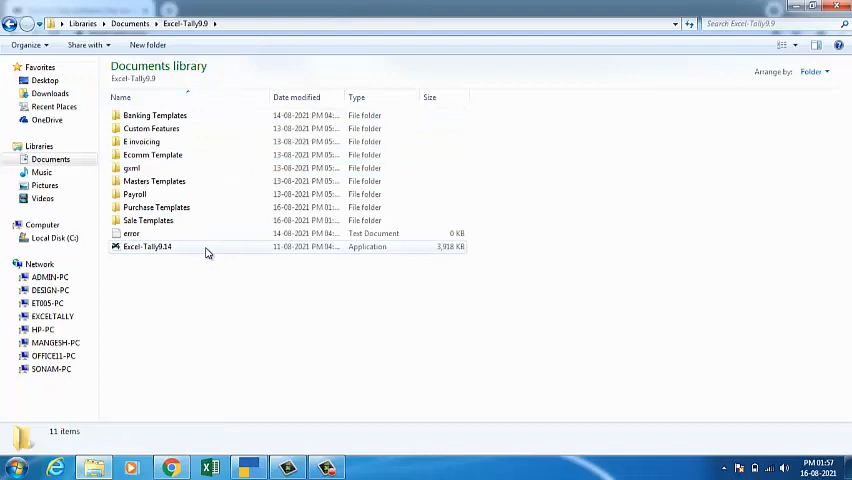 Libraries ▸ Documents ▸ Excel-Tally9.9 ▸
Search Excel-Tally9.9
Organize
Share with
New folder
Favorites
Desktop
Downloads
Recent Places
OneDrive
Libraries
Documents
Music
Pictures
Videos
Computer
Local Disk (C:)
Network
ADMIN-PC
DESIGN-PC
ET005-PC
EXCELTALLY
HP-PC
MANGESH-PC
OFFICE11-PC
SONAM-PC
Documents library
Excel-Tally9.9
Arrange by: Folder
Name Date modified Type Size
Banking Templates 14-08-2021 PM 04:... File folder
Custom Features 13-08-2021 PM 05:... File folder
E invoicing 13-08-2021 PM 05:... File folder
Ecomm Template 13-08-2021 PM 05:... File folder
gxml 13-08-2021 PM 05:... File folder
Masters Templates 13-08-2021 PM 05:... File folder
Payroll 13-08-2021 PM 05:... File folder
Purchase Templates 16-08-2021 PM 01:... File folder
Sale Templates 16-08-2021 PM 01:... File folder
error 14-08-2021 PM 04:... Text Document 0 KB
Excel-Tally9.14 11-08-2021 PM 04:... Application 3,918 KB
11 items
PM 01:57
16-08-2021